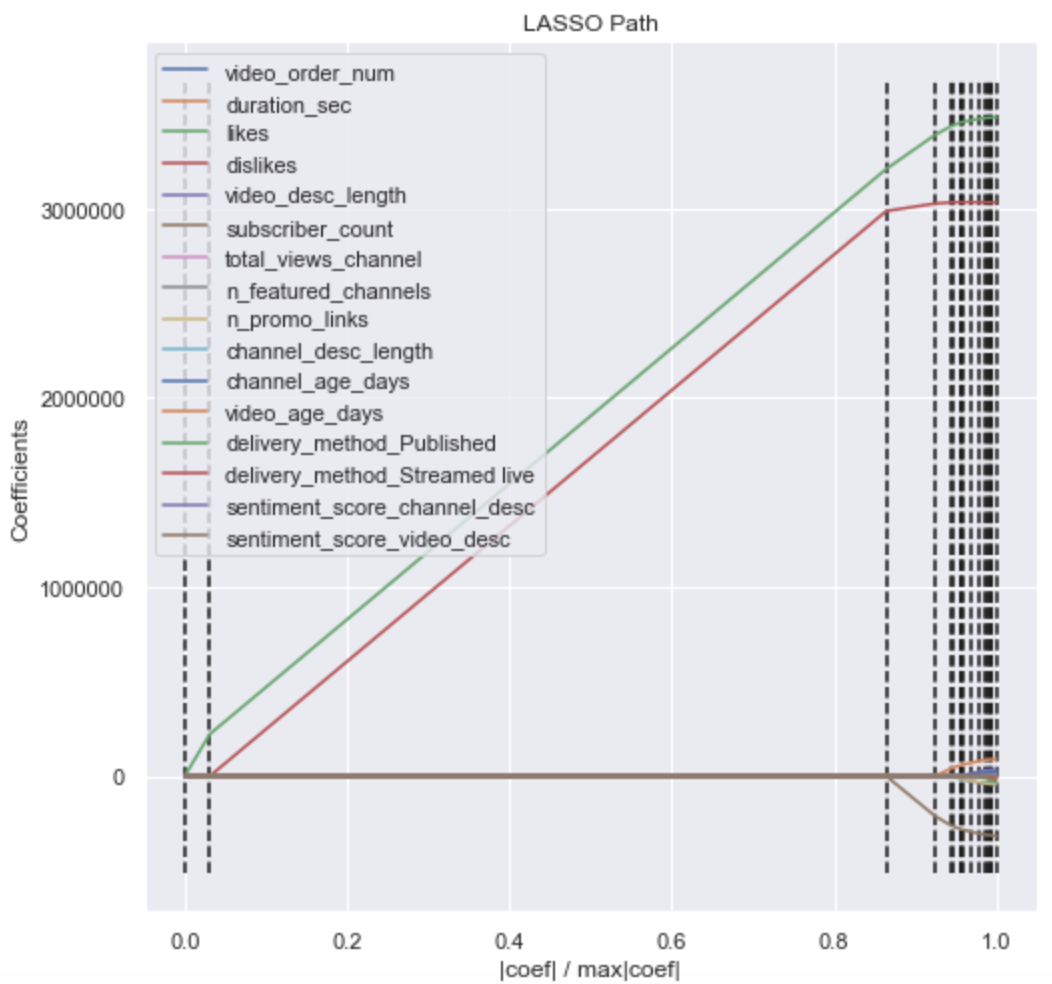 LASSO Path
video_order_num
duration_sec
likes
dislikes
video_desc_length
subscriber_count
total_views_channel
n_featured_channels
n_promo_links
channel_desc_length
channel_age_days
video_age_days
delivery_method_Published
delivery_method_Streamed live
sentiment_score_channel_desc
sentiment_score_video_desc
3000000
2000000
1000000
0
Coefficients
0.0 0.2 0.4 0.6 0.8 1.0
|coef| / max|coef|